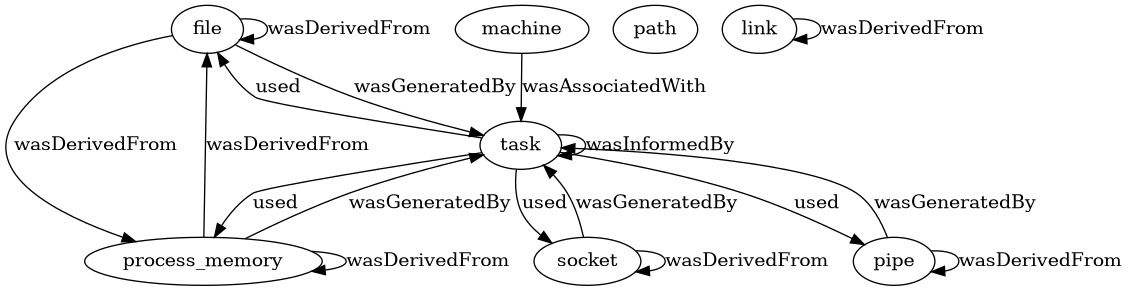 file
wasDerivedFrom
machine
path
link
wasDerivedFrom
used
wasGeneratedBy
wasAssociatedWith
wasDerivedFrom
wasDerivedFrom
task
wasInformedBy
used
wasGeneratedBy
used
wasGeneratedBy
used
wasGeneratedBy
process_memory
wasDerivedFrom
socket
wasDerivedFrom
pipe
wasDerivedFrom